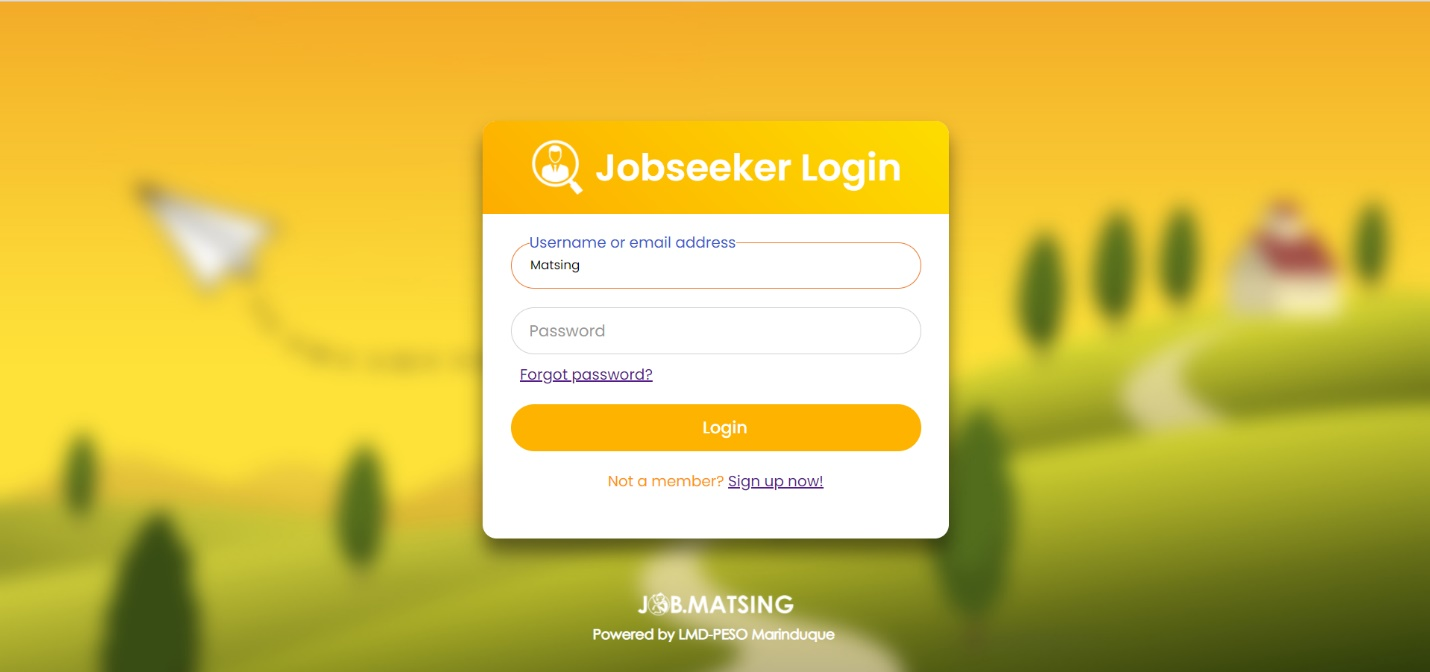 Jobseeker Login
Username or email address
Matsing
Password
Forgot password?
Login
Not a member? Sign up now!
JOB.MATSING
Powered by LMD-PESO Marinduque